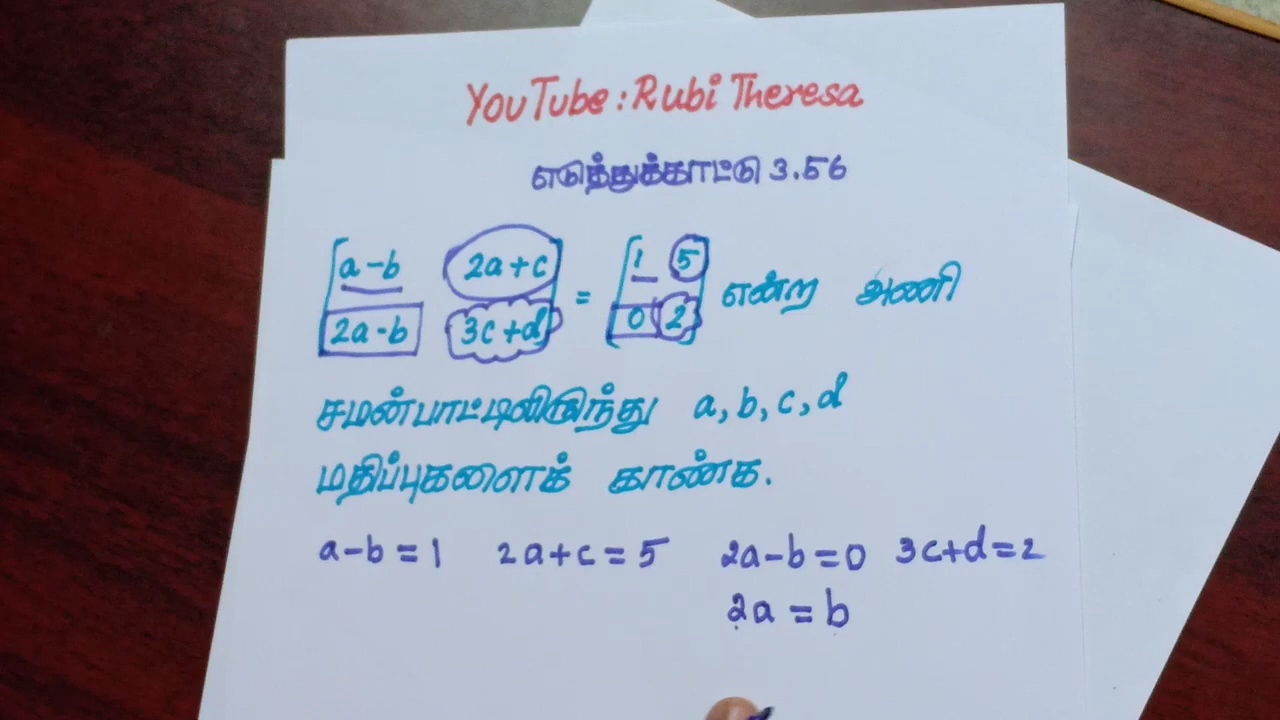 YouTube: Rubi Theresa
எடுத்துக்காட்டு 3.56
[a-b 2a+c] = [1 5] என்ற அணி
[2a-b 3c+d] [0 2]
சமன்பாட்டிலிருந்து a, b, c, d
மதிப்புகளைக் காண்க.
a-b=1 2a+c=5 2a-b=0 3c+d=2
2a = b